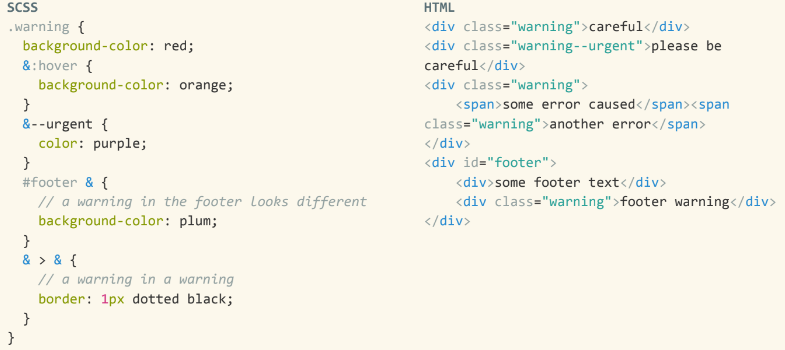 SCSS
.warning {
  background-color: red;
  &:hover {
    background-color: orange;
  }
  &--urgent {
    color: purple;
  }
  #footer & {
    // a warning in the footer looks different
    background-color: plum;
  }
  & > & {
    // a warning in a warning
    border: 1px dotted black;
  }
}
HTML
<div class="warning">careful</div>
<div class="warning--urgent">please be
careful</div>
<div class="warning">
    <span>some error caused</span><span
class="warning">another error</span>
</div>
<div id="footer">
    <div>some footer text</div>
    <div class="warning">footer warning</div>
</div>